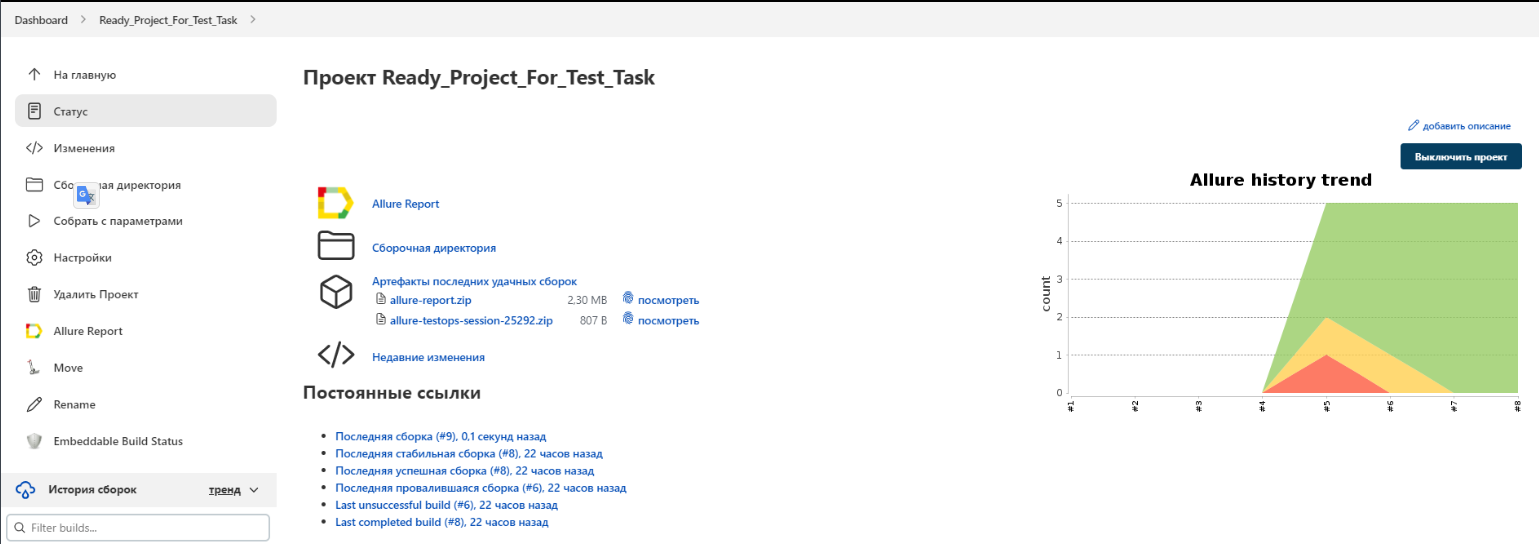 Dashboard
Ready_Project_For_Test_Task
На главную
Статус
Изменения
директория
Собрать с параметрами
Настройки
Удалить Проект
Allure Report
Move
Rename
Embeddable Build Status
История сборок
тренд
Filter builds...
Проект Ready_Project_For_Test_Task
добавить описание
Выключить проект
Allure Report
Сборочная директория
Артефакты последних удачных сборок
allure-report.zip 2,30 MB посмотреть
allure-testops-session-25292.zip 807 B посмотреть
Недавние изменения
Постоянные ссылки
Последняя сборка (#9), 0,1 секунд назад
Последняя стабильная сборка (#8), 22 часов назад
Последняя успешная сборка (#8), 22 часов назад
Последняя провалившаяся сборка (#6), 22 часов назад
Last unsuccessful build (#6), 22 часов назад
Last completed build (#8), 22 часов назад
Allure history trend
count
5
4
3
2
1
0
#1 #2 #3 #4 #5 #6 #7 #8